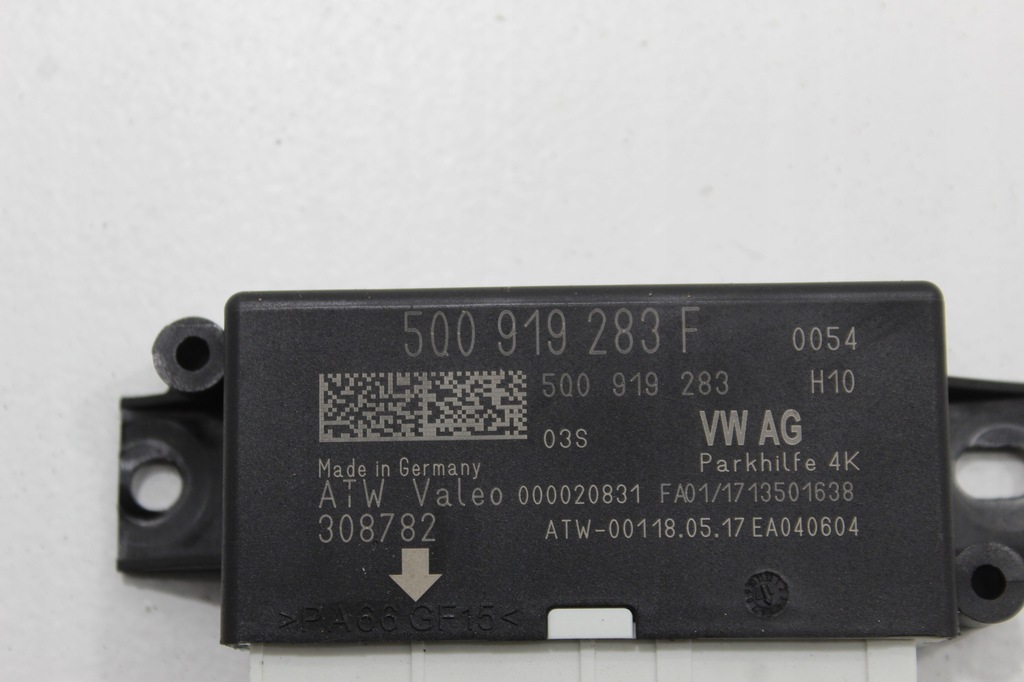 5Q0 919 283 F 0054
5Q0 919 283 H10
03S VW AG
Made in Germany Parkhilfe 4K
ATW Valeo 000020831 FA01/1713501638
308782 ATW-00118.05.17 EA040604
>PA66 GF15<